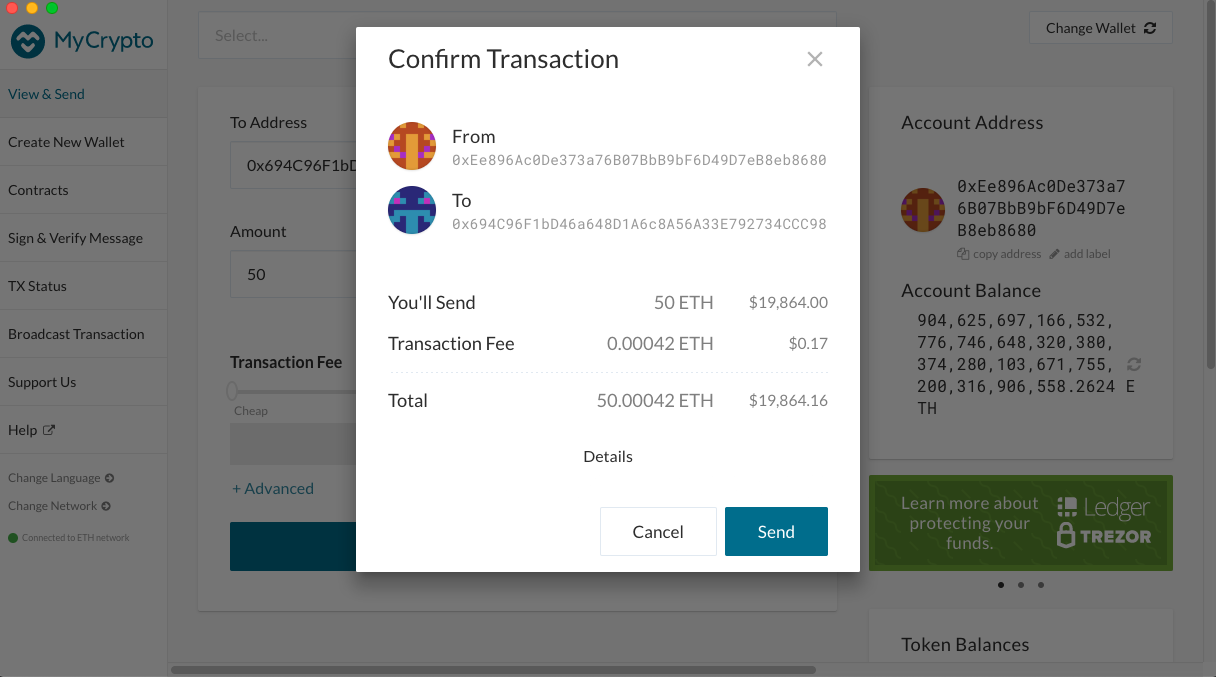 MyCrypto
View & Send
Create New Wallet
Contracts
Sign & Verify Message
TX Status
Broadcast Transaction
Support Us
Help
Change Language
Change Network
Connected to ETH network
Select...
Change Wallet
To Address
0x694C96F1bD
Amount
50
Transaction Fee
Cheap
+ Advanced
Confirm Transaction
From
0xEe896Ac0De373a76B07BbB9bF6D49D7eB8eb8680
To
0x694C96F1bD46a648D1A6c8A56A33E792734CCC98
You'll Send 50 ETH $19,864.00
Transaction Fee 0.00042 ETH $0.17
Total 50.00042 ETH $19,864.16
Details
Cancel Send
Account Address
0xEe896Ac0De373a7
6B07BbB9bF6D49D7e
B8eb8680
copy address add label
Account Balance
904,625,697,166,532,
776,746,648,320,380,
374,280,103,671,755,
200,316,906,558.2624 E
TH
Learn more about
protecting your
funds.
Ledger
TREZOR
Token Balances